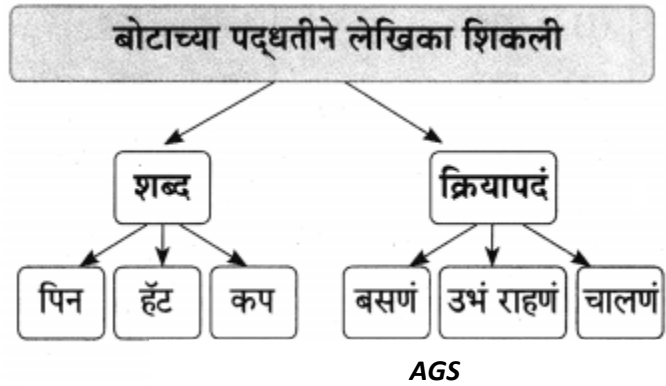 बोटाच्या पद्धतीने लेखिका शिकली
शब्द क्रियापदं
पिन हॅट कप बसणं उभं राहणं चालणं
AGS